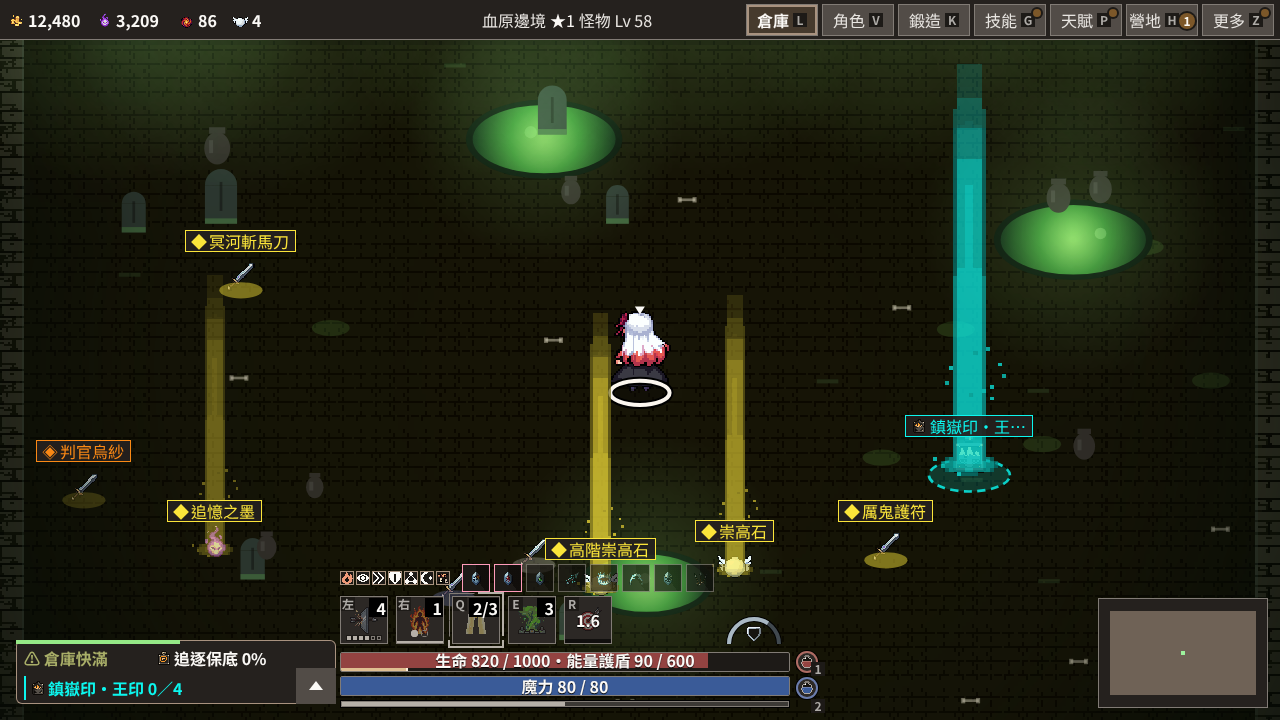 12,480 3,209 86 4 血原邊境 ★1 怪物 Lv 58 倉庫 L 角色 V 鍛造 K 技能 G 天賦 P 營地 H 1 更多 Z
冥河斬馬刀
鎮嶽印・王…
判官烏紗
追憶之墨
厲鬼護符
崇高石
高階崇高石
左 4 右 1 Q 2/3 E 3 R 1.6
倉庫快滿 追逐保底 0%
鎮嶽印・王印 0／4
生命 820 / 1000・能量護盾 90 / 600 1
魔力 80 / 80 2